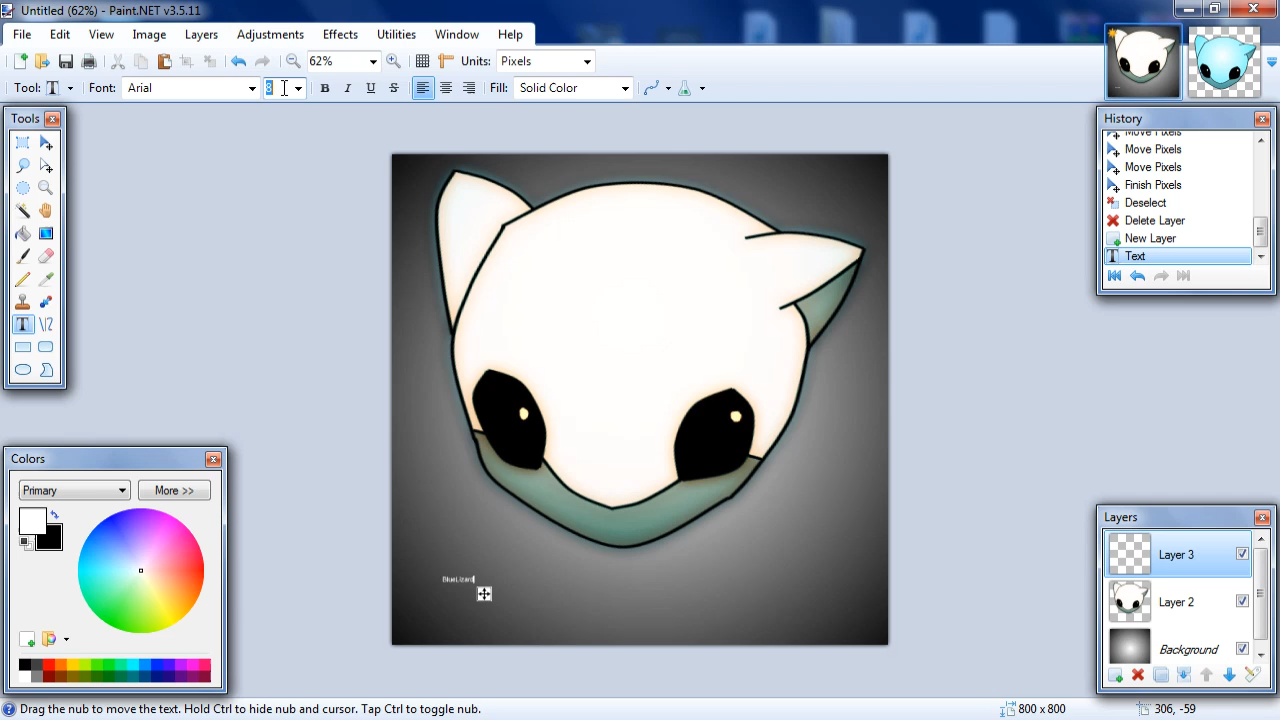 Untitled (62%) - Paint.NET v3.5.11
File Edit View Image Layers Adjustments Effects Utilities Window Help
62% Units: Pixels
Tool: T Font: Arial B I U S Fill: Solid Color
Tools
History
Move Pixels
Move Pixels
Move Pixels
Finish Pixels
Deselect
Delete Layer
New Layer
Text
Colors
Primary More >>
BlueLizard
Layers
Layer 3
Layer 2
Background
Drag the nub to move the text. Hold Ctrl to hide nub and cursor. Tap Ctrl to toggle nub. 800 x 800 306, -59